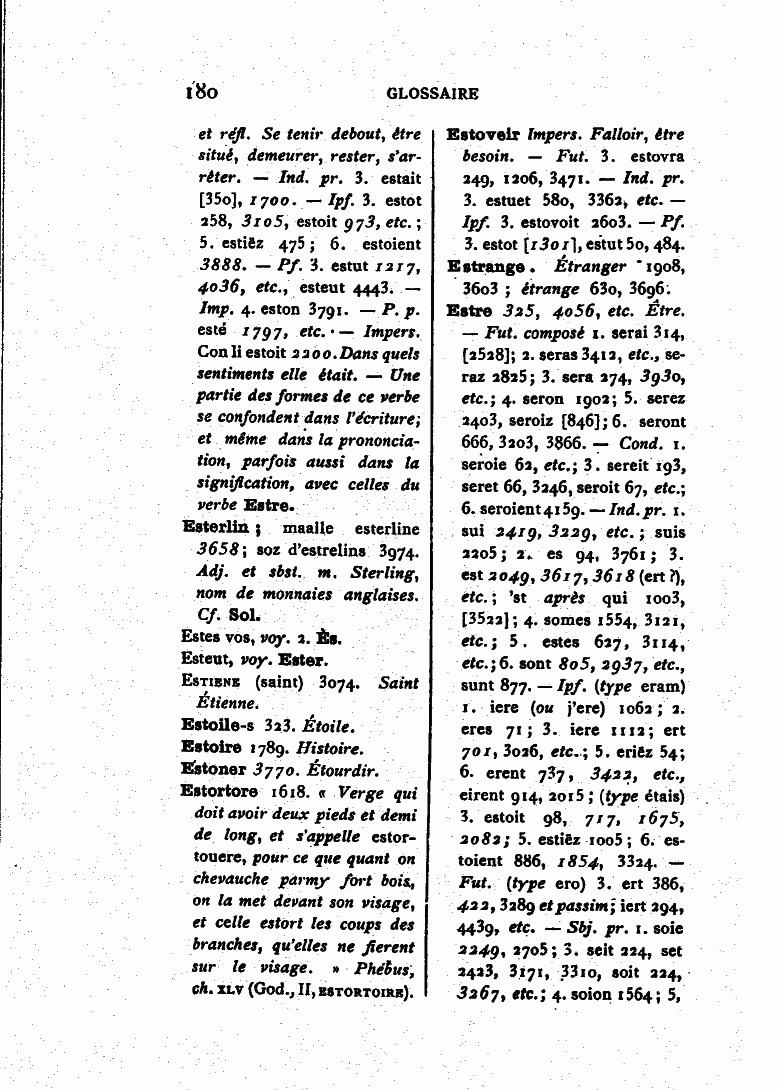 180
GLOSSAIRE
et réfl. Se tenir debout, être
situé, demeurer, rester, s'ar-
rêter. — Ind. pr. 3. estait
[350], 1700. — Ipf. 3. estot
258, 3105, estoit 973, etc. ;
5. estiëz 475 ; 6. estoient
3888. — Pf. 3. estut 1217,
4036, etc., esteut 4443. —
Imp. 4. eston 3791. — P. p.
esté 1797, etc. — Impers.
Con li estoit 2200. Dans quels
sentiments elle était. — Une
partie des formes de ce verbe
se confondent dans l'écriture;
et même dans la prononcia-
tion, parfois aussi dans la
signification, avec celles du
verbe Estre.
Esterlin ; maalle esterline
3658 ; soz d'estrelins 3974.
Adj. et sbst. m. Sterling,
nom de monnaies anglaises.
Cf. Sol.
Estes vos, voy. 2. Ès.
Esteut, voy. Ester.
ESTIENE (saint) 3074. Saint
Étienne.
Estoile-s 323. Étoile.
Estoire 1789. Histoire.
Estoner 3770. Étourdir.
Estortore 1618. « Verge qui
doit avoir deux pieds et demi
de long, et s'appelle estor-
touere, pour ce que quant on
chevauche parmy fort bois,
on la met devant son visage,
et celle estort les coups des
branches, qu'elles ne fierent
sur le visage. » Phébus,
ch. XLV (God., II, ESTORTOIRE).
Estoveir Impers. Falloir, être
besoin. — Fut. 3. estovra
249, 1206, 3471. — Ind. pr.
3. estuet 580, 3362, etc. —
Ipf. 3. estovoit 2603. — Pf.
3. estot [1301], estut 50, 484.
Estrange. Étranger 1908,
3603 ; étrange 630, 3696.
Estre 325, 4056, etc. Être.
— Fut. composé 1. serai 314,
[2528]; 2. seras 3412, etc., se-
raz 2825; 3. sera 274, 3930,
etc.; 4. seron 1902; 5. serez
2403, seroiz [846]; 6. seront
666, 3203, 3866. — Cond. 1.
seroie 62, etc.; 3. sereit 193,
seret 66, 3246, seroit 67, etc.;
6. seroient 4159. — Ind. pr. 1.
sui 2419, 3229, etc. ; suis
2205 ; 2. es 94, 3761 ; 3.
est 2049, 3617, 3618 (ert ?),
etc. ; 'st après qui 1003,
[3522] ; 4. somes 1554, 3121,
etc.; 5. estes 627, 3114,
etc.; 6. sont 805, 2937, etc.,
sunt 877. — Ipf. (type eram)
1. iere (ou j'ere) 1062 ; 2.
eres 71 ; 3. iere 1112; ert
701, 3026, etc.; 5. eriëz 54;
6. erent 737, 3422, etc.,
eirent 914, 2015 ; (type étais)
3. estoit 98, 717, 1675,
2082; 5. estiëz 1005 ; 6. es-
toient 886, 1854, 3324. —
Fut. (type ero) 3. ert 386,
422, 3289 et passim; iert 294,
4439, etc. — Sbj. pr. 1. soie
2249, 2705 ; 3. seit 224, set
2423, 3171, 3310, soit 224,
3267, etc.; 4. soion 1564 ; 5,